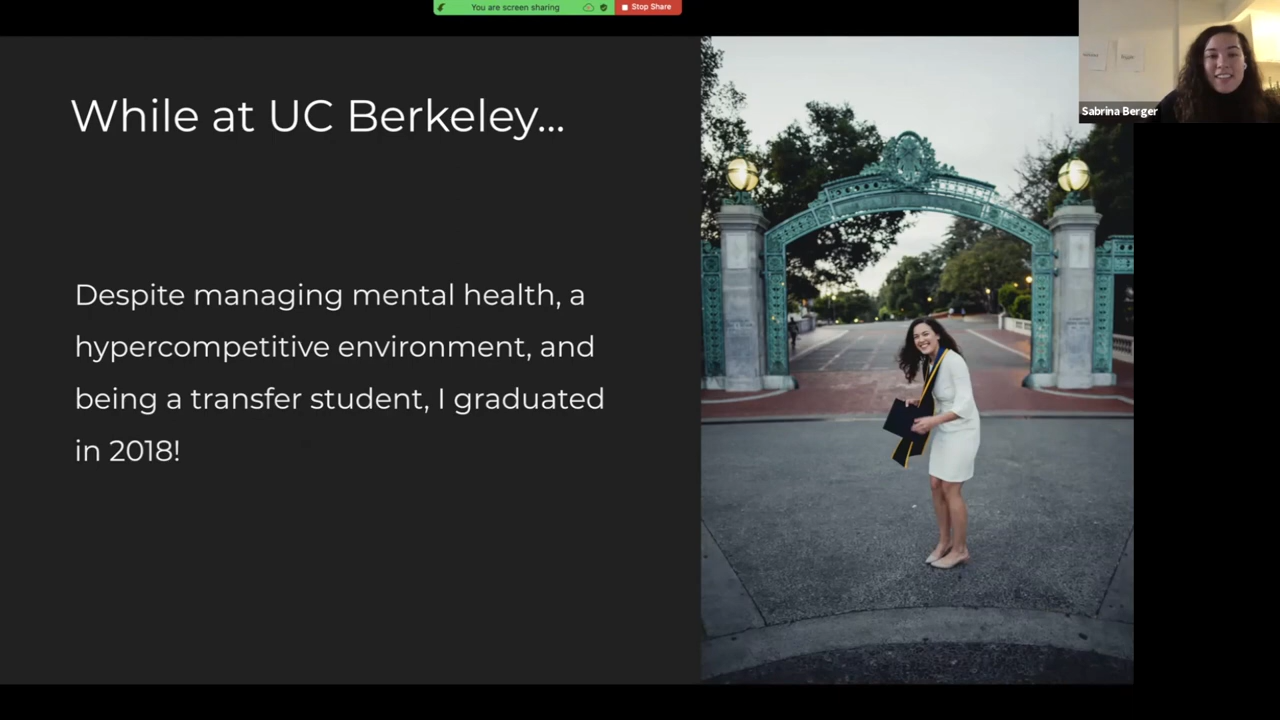 You are screen sharing
Stop Share
While at UC Berkeley...
Despite managing mental health, a
hypercompetitive environment, and
being a transfer student, I graduated
in 2018!
Sabrina Berger